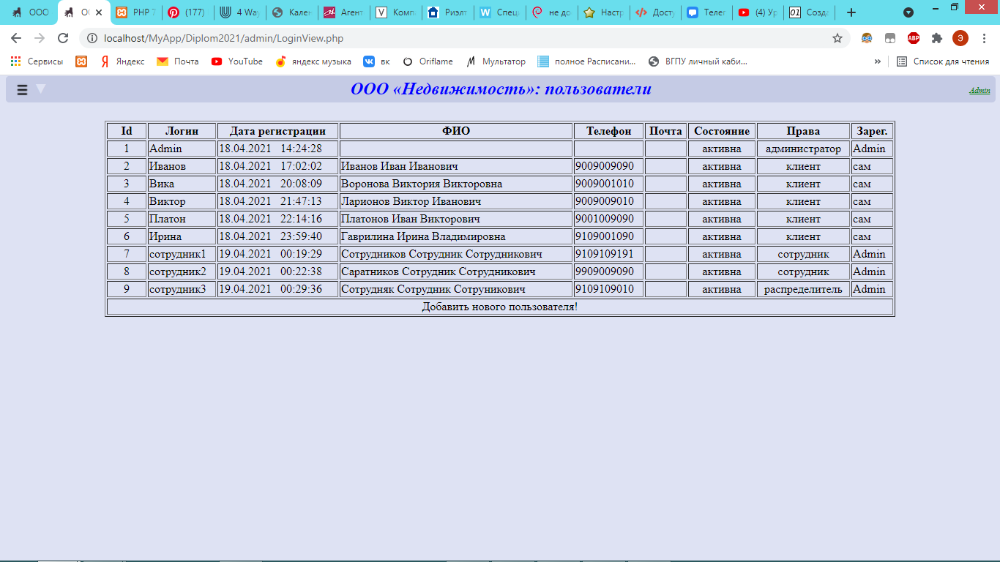 ООО
ОО
PHP 7
(177)
4 Way
Кален
Агент
Компа
Риэлт
Специ
не до
Настр
Досту
Телег
(4) Ур
Созда
localhost/MyApp/Diplom2021/admin/LoginView.php
Э
Сервисы
Яндекс
Почта
YouTube
яндекс музыка
вк
Oriflame
Мультатор
полное Расписани...
ВГПУ личный каби...
»
Список для чтения
ООО «Недвижимость»: пользователи
Admin
Id Логин Дата регистрации ФИО Телефон Почта Состояние Права Зарег.
1 Admin 18.04.2021 14:24:28 активна администратор Admin
2 Иванов 18.04.2021 17:02:02 Иванов Иван Иванович 9009009090 активна клиент сам
3 Вика 18.04.2021 20:08:09 Воронова Виктория Викторовна 9009001010 активна клиент сам
4 Виктор 18.04.2021 21:47:13 Ларионов Виктор Иванович 9009009010 активна клиент сам
5 Платон 18.04.2021 22:14:16 Платонов Иван Викторович 9001009090 активна клиент сам
6 Ирина 18.04.2021 23:59:40 Гаврилина Ирина Владимировна 9109001090 активна клиент сам
7 сотрудник1 19.04.2021 00:19:29 Сотрудников Сотрудник Сотрудникович 9109109191 активна сотрудник Admin
8 сотрудник2 19.04.2021 00:22:38 Саратников Сотрудник Сотрудникович 9909009090 активна сотрудник Admin
9 сотрудник3 19.04.2021 00:29:36 Сотрудняк Сотрудник Сотруникович 9109109010 активна распределитель Admin
Добавить нового пользователя!